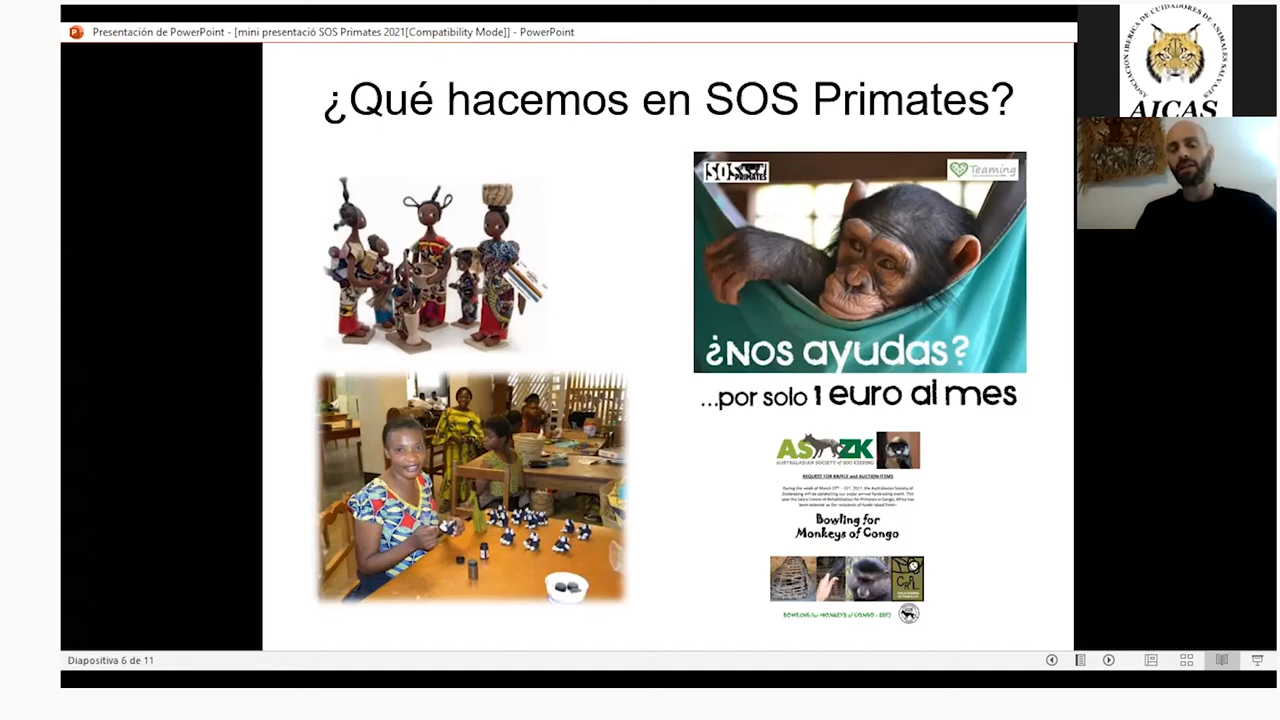 Presentación de PowerPoint - [mini presentació SOS Primates 2021[Compatibility Mode]] - PowerPoint
ASOCIACIÓN IBÉRICA DE CUIDADORES DE ANIMALES SALVAJES
AICAS
¿Qué hacemos en SOS Primates?
SOS
PRIMATES
Teaming
¿Nos ayudas?
...por solo 1 euro al mes
ASZK
AUSTRALASIAN SOCIETY of ZOO KEEPING
REQUEST FOR RAFFLE and AUCTION ITEMS
Bowling for
Monkeys of Congo
BOWLING for MONKEYS of CONGO : 2017
Diapositiva 6 de 11